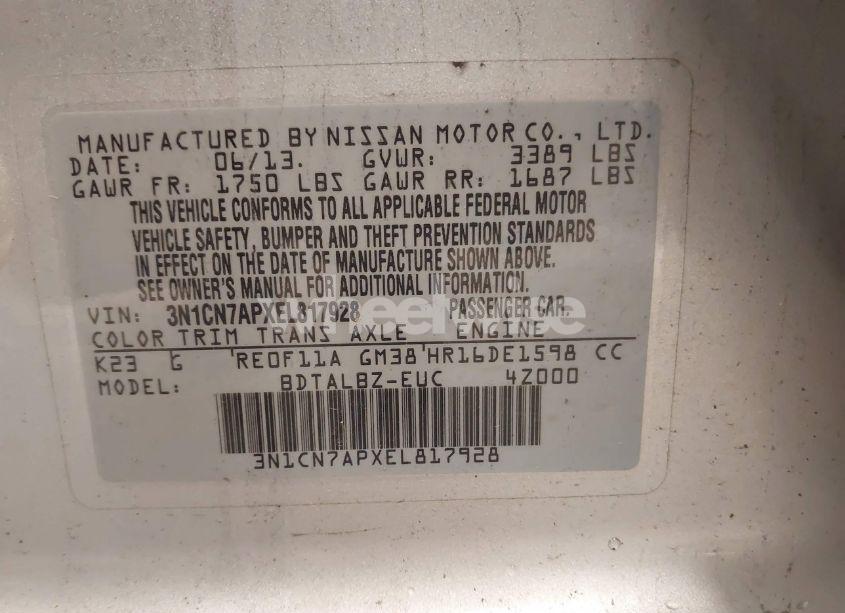 MANUFACTURED BY NISSAN MOTOR CO., LTD.
DATE: 06/13. GVWR: 3389 LBS
GAWR FR: 1750 LBS GAWR RR: 1687 LBS
THIS VEHICLE CONFORMS TO ALL APPLICABLE FEDERAL MOTOR
VEHICLE SAFETY, BUMPER AND THEFT PREVENTION STANDARDS
IN EFFECT ON THE DATE OF MANUFACTURE SHOWN ABOVE.
SEE OWNER'S MANUAL FOR ADDITIONAL INFORMATION.
VIN: 3N1CN7APXEL817928 PASSENGER CAR.
COLOR TRIM TRANS AXLE ENGINE
K23 G RE0F11A GM38 HR16DE1598 CC
MODEL: BDTALBZ-EUC 4Z000
3N1CN7APXEL817928